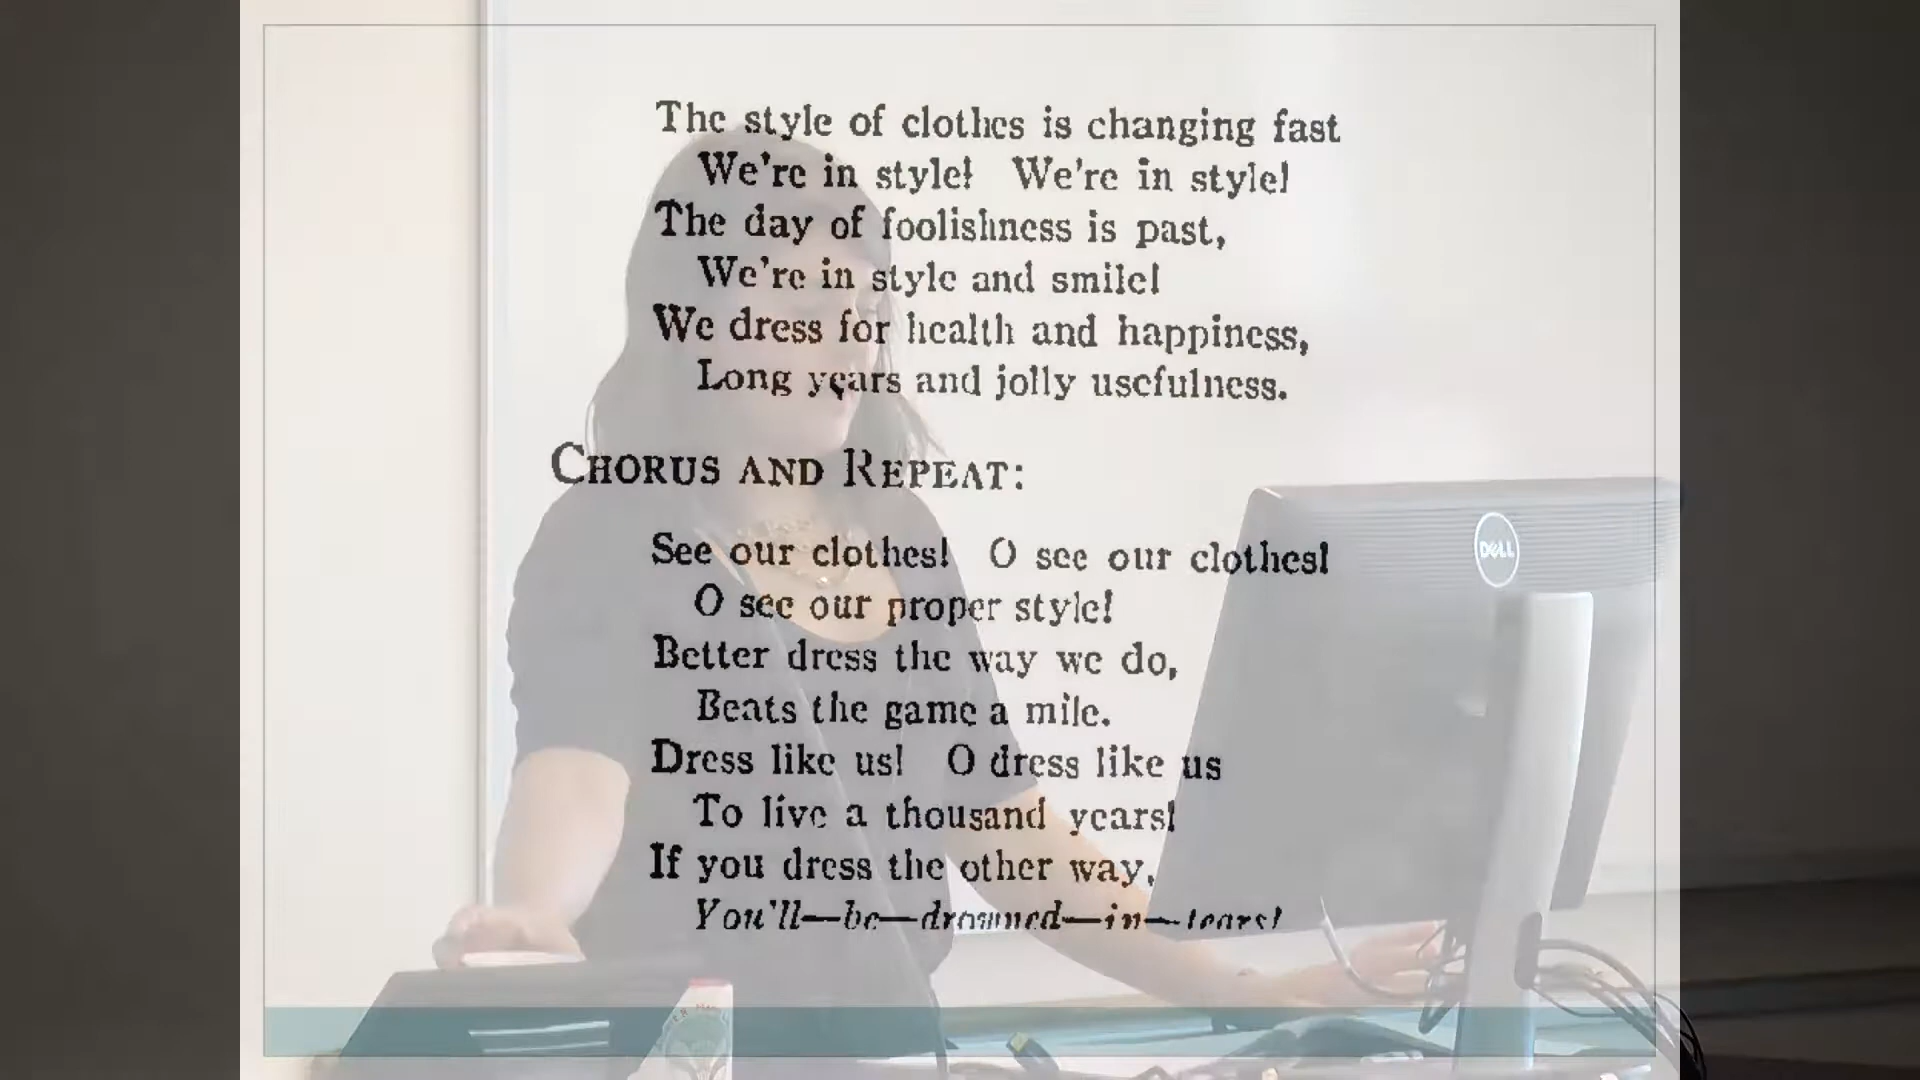 The style of clothes is changing fast
We're in style! We're in style!
The day of foolishness is past,
We're in style and smile!
We dress for health and happiness,
Long years and jolly usefulness.
CHORUS AND REPEAT:
See our clothes! O see our clothes!
O see our proper style!
Better dress the way we do,
Beats the game a mile.
Dress like us! O dress like us
To live a thousand years!
If you dress the other way,
You'll—be—drowned—in—tears!
DELL